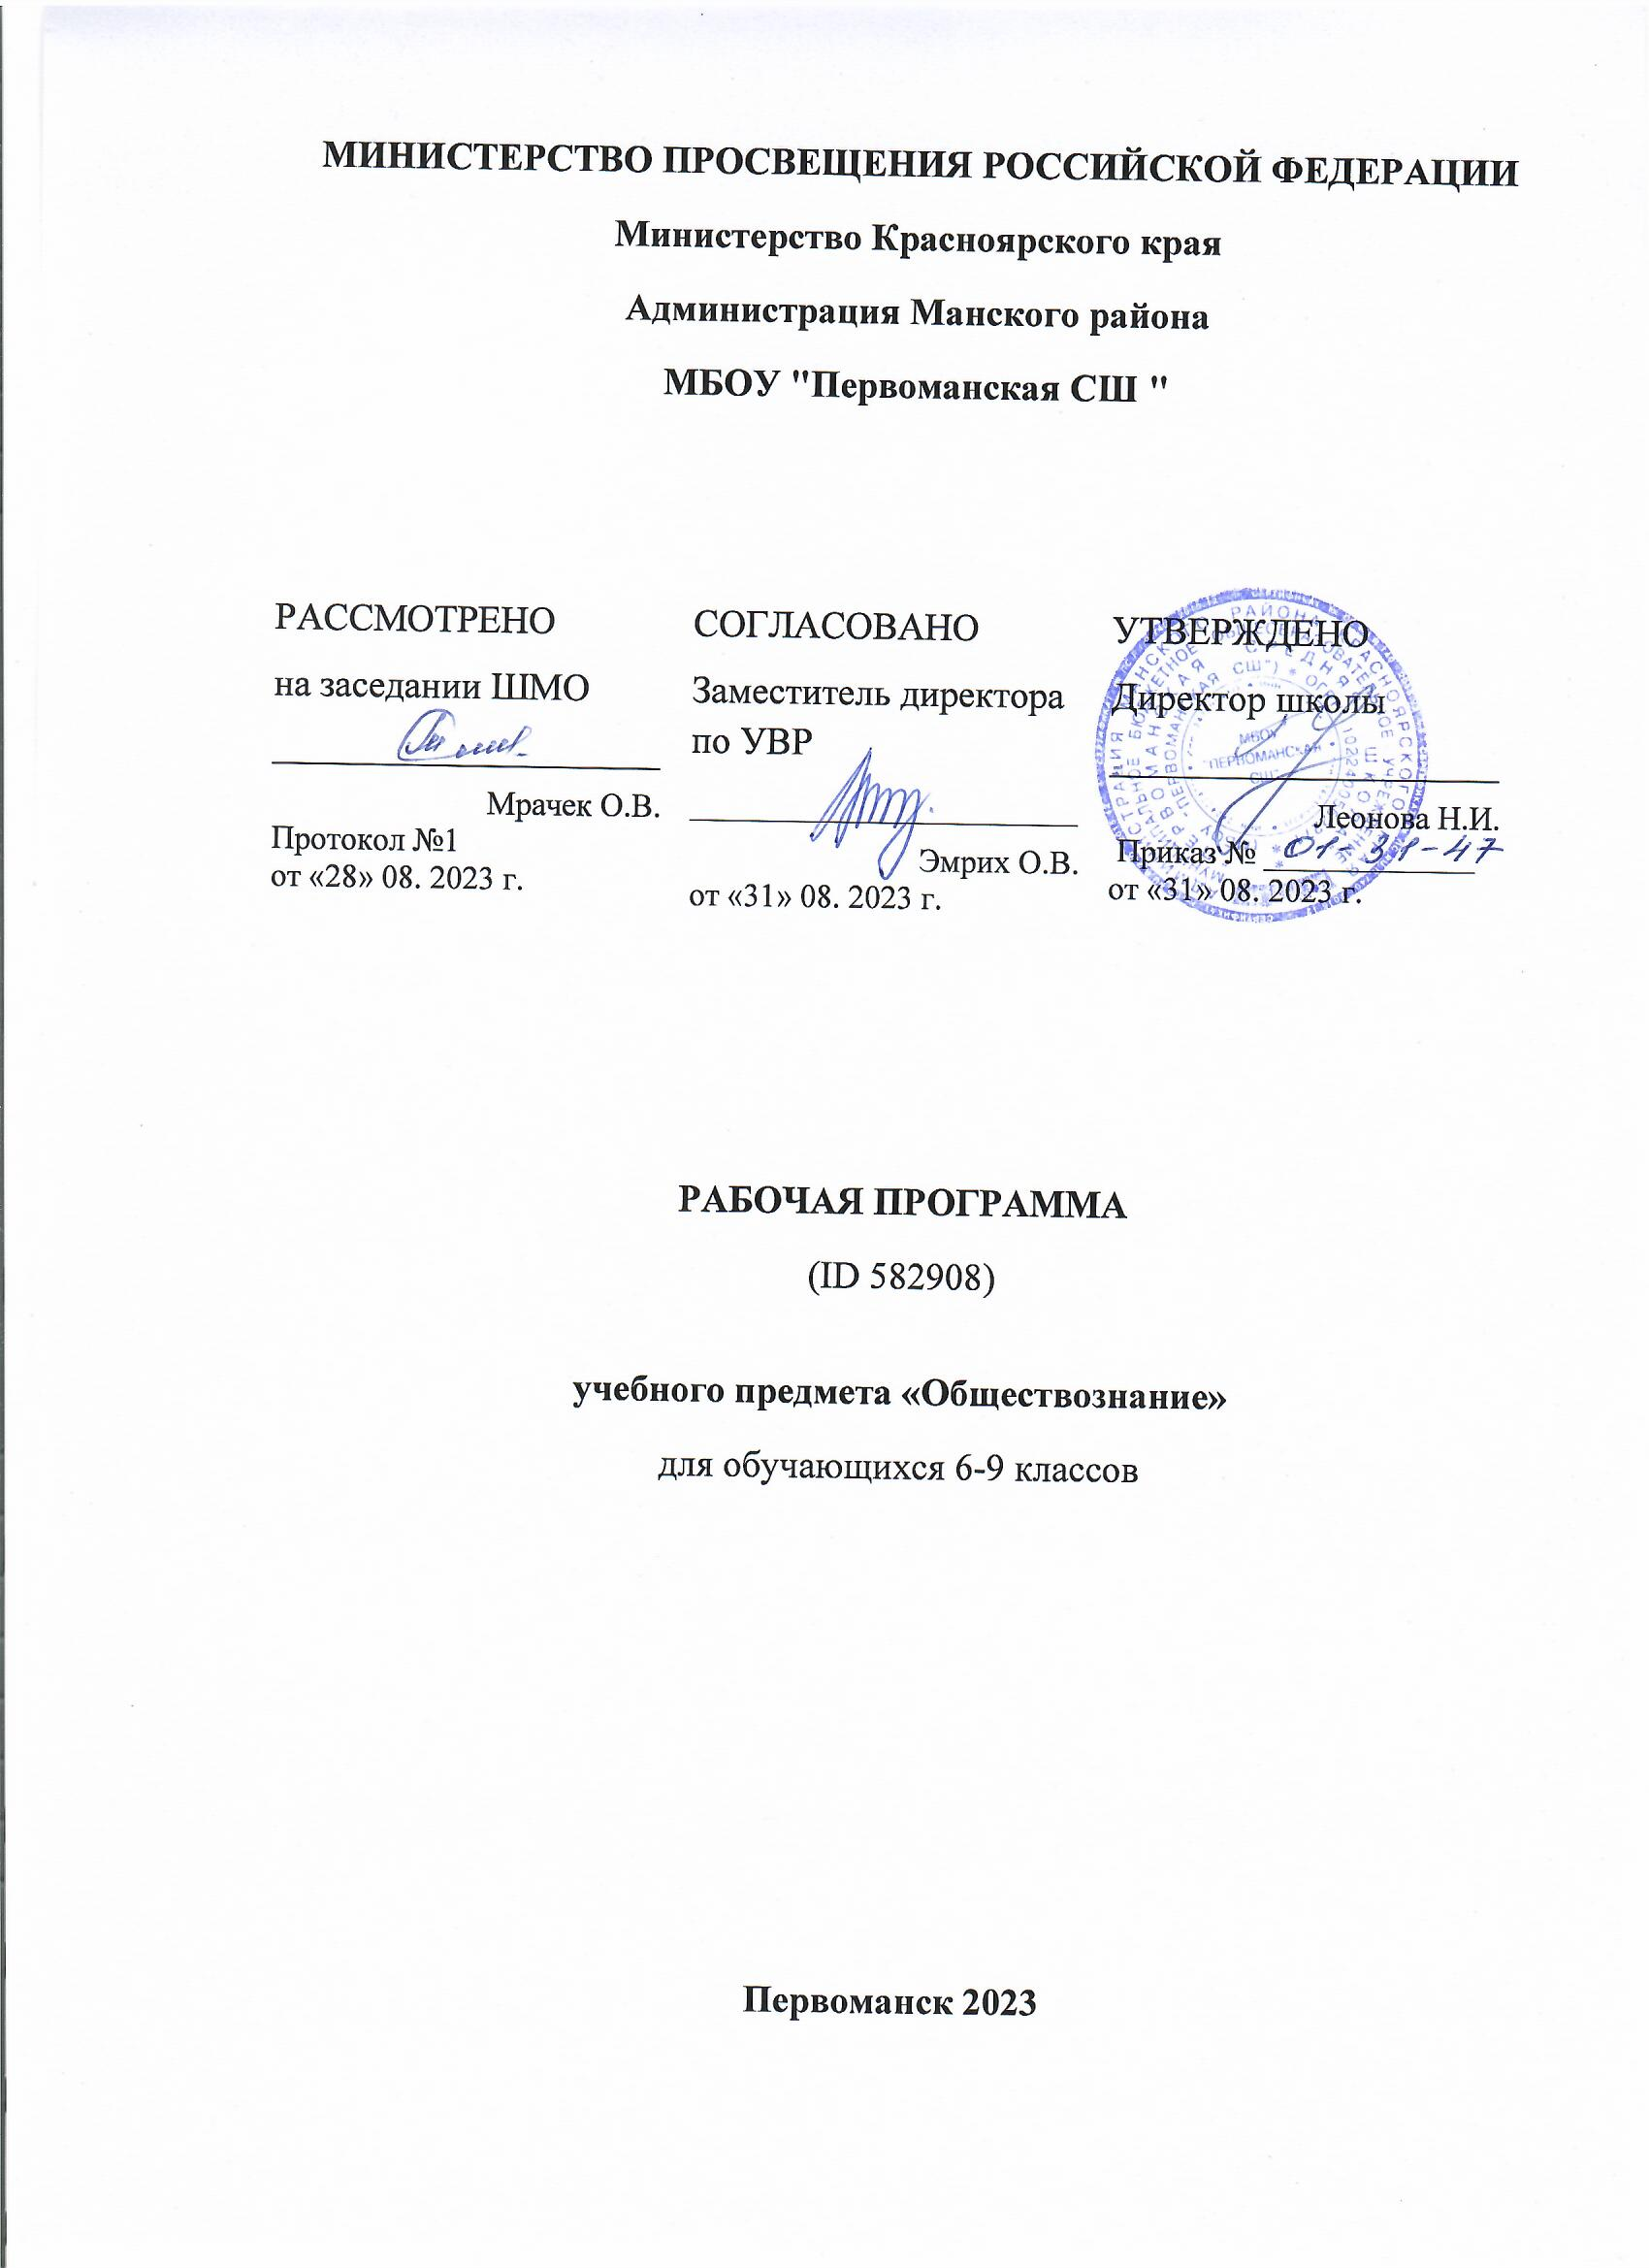 МИНИСТЕРСТВО ПРОСВЕЩЕНИЯ РОССИЙСКОЙ ФЕДЕРАЦИИ
Министерство Красноярского края
Администрация Манского района
МБОУ "Первоманская СШ "
РАССМОТРЕНО
на заседании ШМО
Мрачек О.В.
Протокол №1
от «28» 08. 2023 г.
СОГЛАСОВАНО
Заместитель директора
по УВР
Эмрих О.В.
от «31» 08. 2023 г.
УТВЕРЖДЕНО
Директор школы
МБОУ
"ПЕРВОМАНСКАЯ
СШ"
Леонова Н.И.
Приказ № 01-31-47
от «31» 08. 2023 г.
РАБОЧАЯ ПРОГРАММА
(ID 582908)
учебного предмета «Обществознание»
для обучающихся 6-9 классов
Первоманск 2023